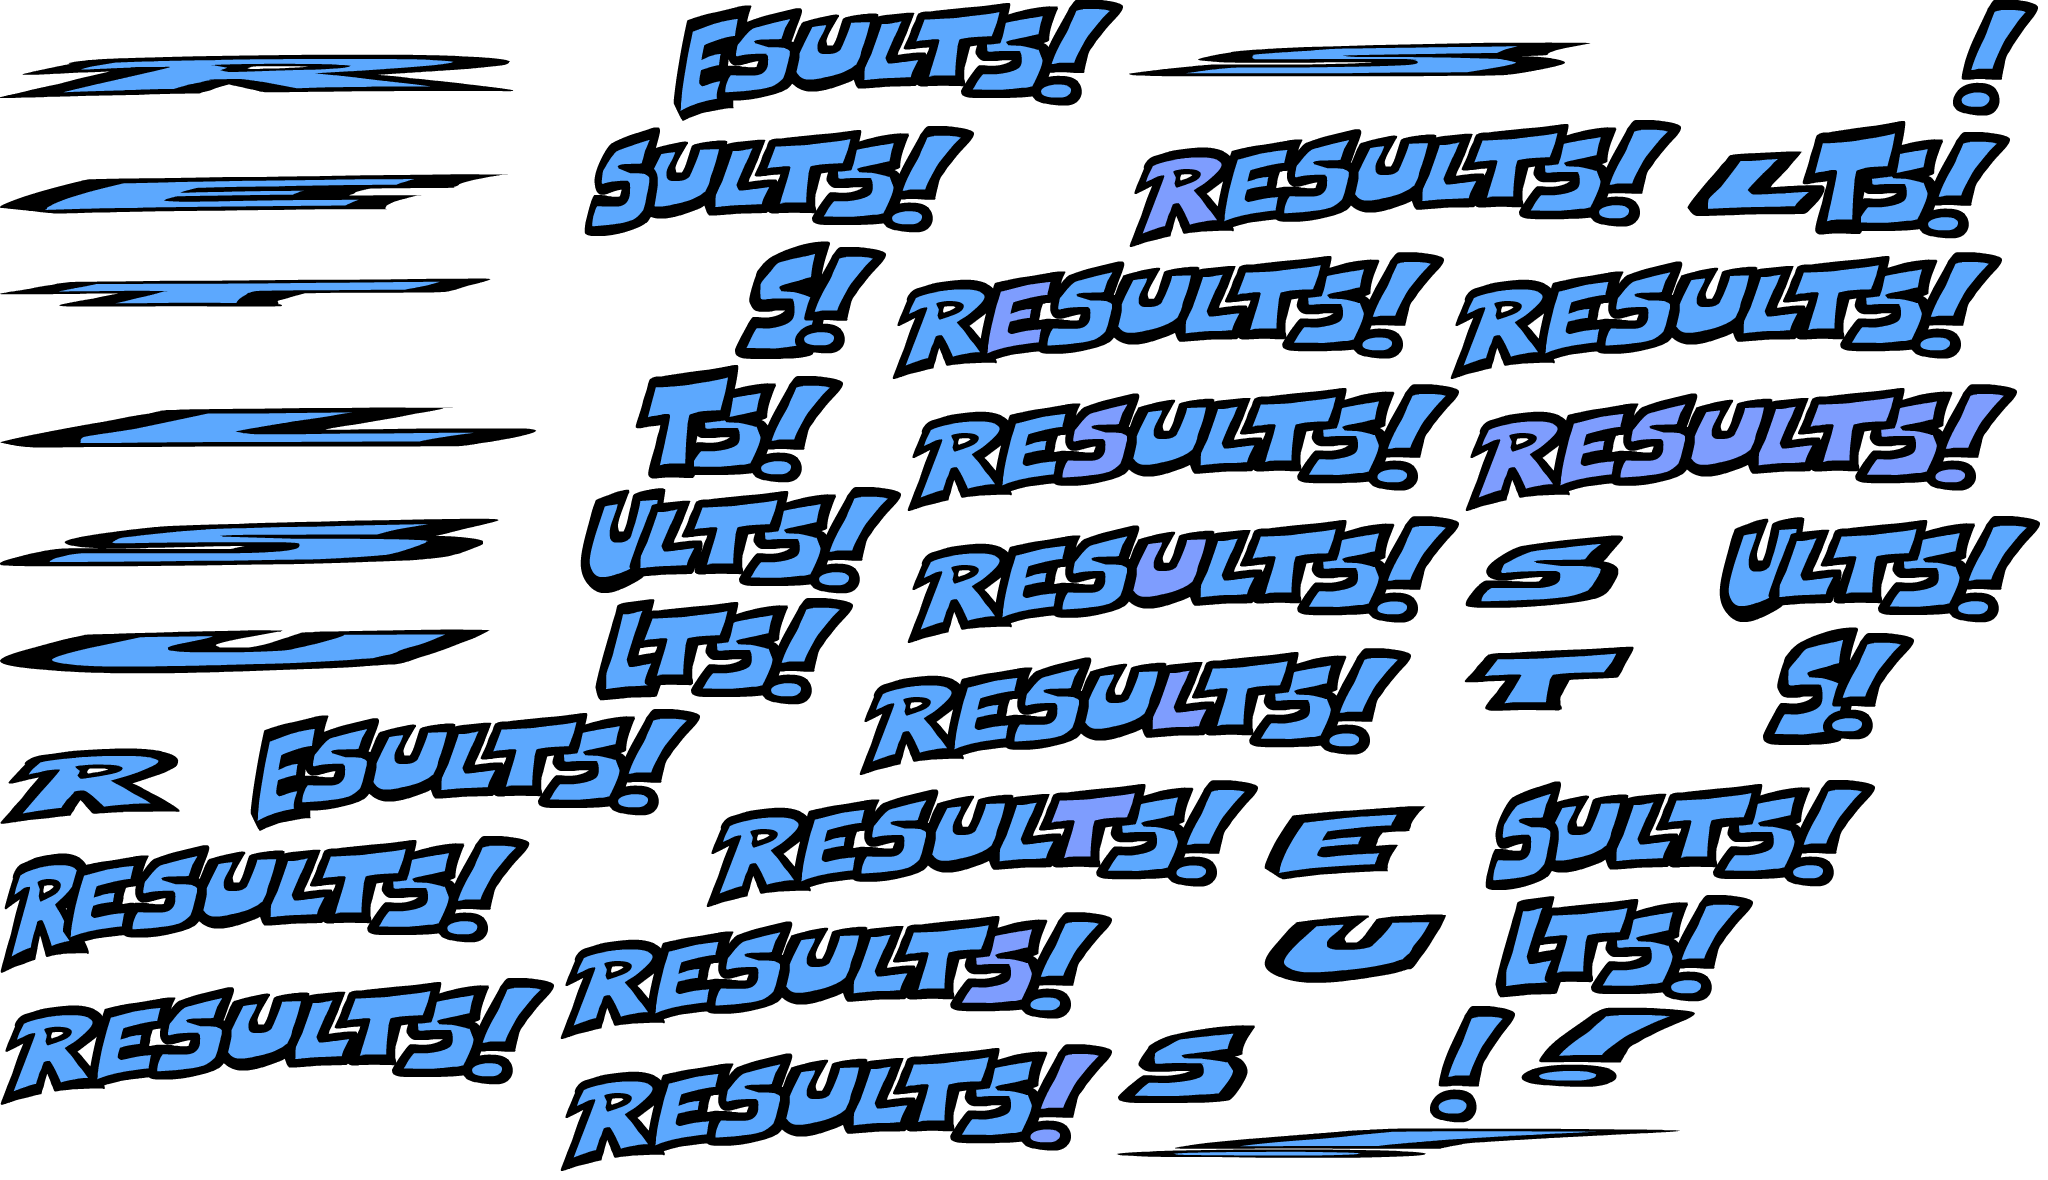 R ESULTS! S !
E SULTS! RESULTS! L TS!
T S! RESULTS! RESULTS!
L TS! RESULTS! RESULTS!
S ULTS! RESULTS! S ULTS!
U LTS! RESULTS! T S!
R ESULTS! RESULTS! E SULTS!
RESULTS! RESULTS! U LTS!
RESULTS! RESULTS! S ! !
!